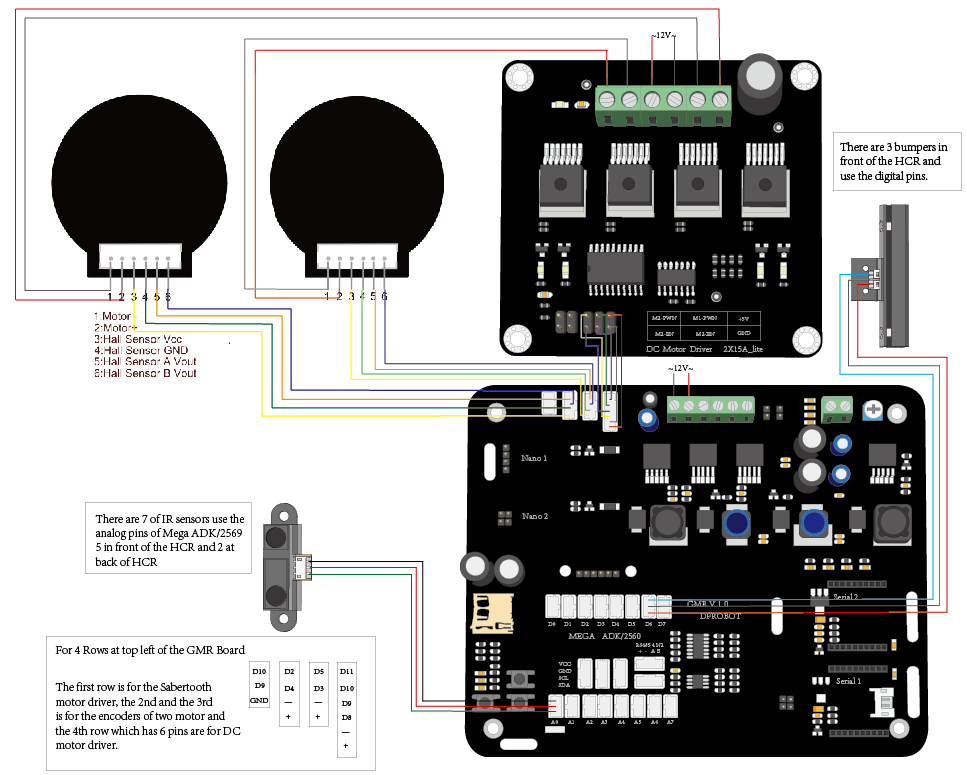 ~12V~
There are 3 bumpers in
front of the HCR and
use the digital pins.
1 2 3 4 5 6
1 2 3 4 5 6
1:Motor-
2:Motor+
3:Hall Sensor Vcc
4:Hall Sensor GND
5:Hall Sensor A Vout
6:Hall Sensor B Vout
M2-PWM M1-PWM +5V
M2-EN M2-EN GND
DC Motor Driver 2X15A_lite
~12V~
Nano 1
Nano 2
There are 7 of IR sensors use the
analog pins of Mega ADK/2569
5 in front of the HCR and 2 at
back of HCR
Serial 2
GMR V 1.0
DFROBOT
D0 D1 D2 D3 D4 D5 D6 D7
MEGA ADK/2560
+ - A S
VCC
GND
SCL
SDA
Serial 1
A0 A1 A2 A3 A4 A5 A6 A7
For 4 Rows at top left of the GMR Board
The first row is for the Sabertooth
motor driver, the 2nd and the 3rd
is for the encoders of two motor and
the 4th row which has 6 pins are for DC
motor driver.
D10 D2 D5 D11
D9 D4 D3 D10
GND — — D9
+ + D8
—
+